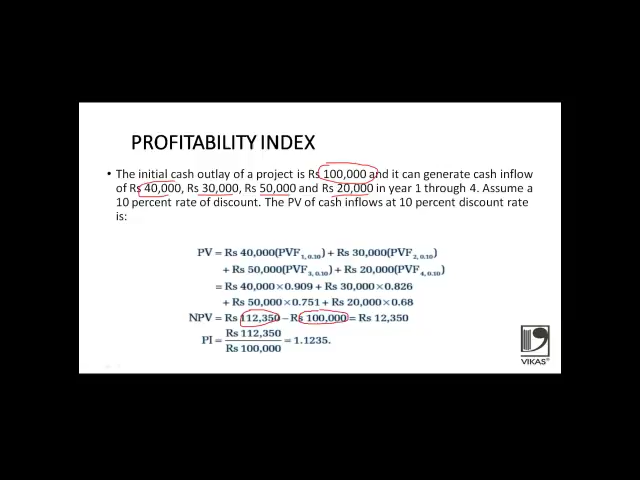 PROFITABILITY INDEX
• The initial cash outlay of a project is Rs 100,000 and it can generate cash inflow
of Rs 40,000, Rs 30,000, Rs 50,000 and Rs 20,000 in year 1 through 4. Assume a
10 percent rate of discount. The PV of cash inflows at 10 percent discount rate
is:
PV = Rs 40,000(PVF1, 0.10) + Rs 30,000(PVF2, 0.10)
+ Rs 50,000(PVF3, 0.10) + Rs 20,000(PVF4, 0.10)
= Rs 40,000×0.909 + Rs 30,000×0.826
+ Rs 50,000×0.751 + Rs 20,000×0.68
NPV = Rs 112,350 − Rs 100,000 = Rs 12,350
PI = Rs 112,350 / Rs 100,000 = 1.1235.
VIKAS®